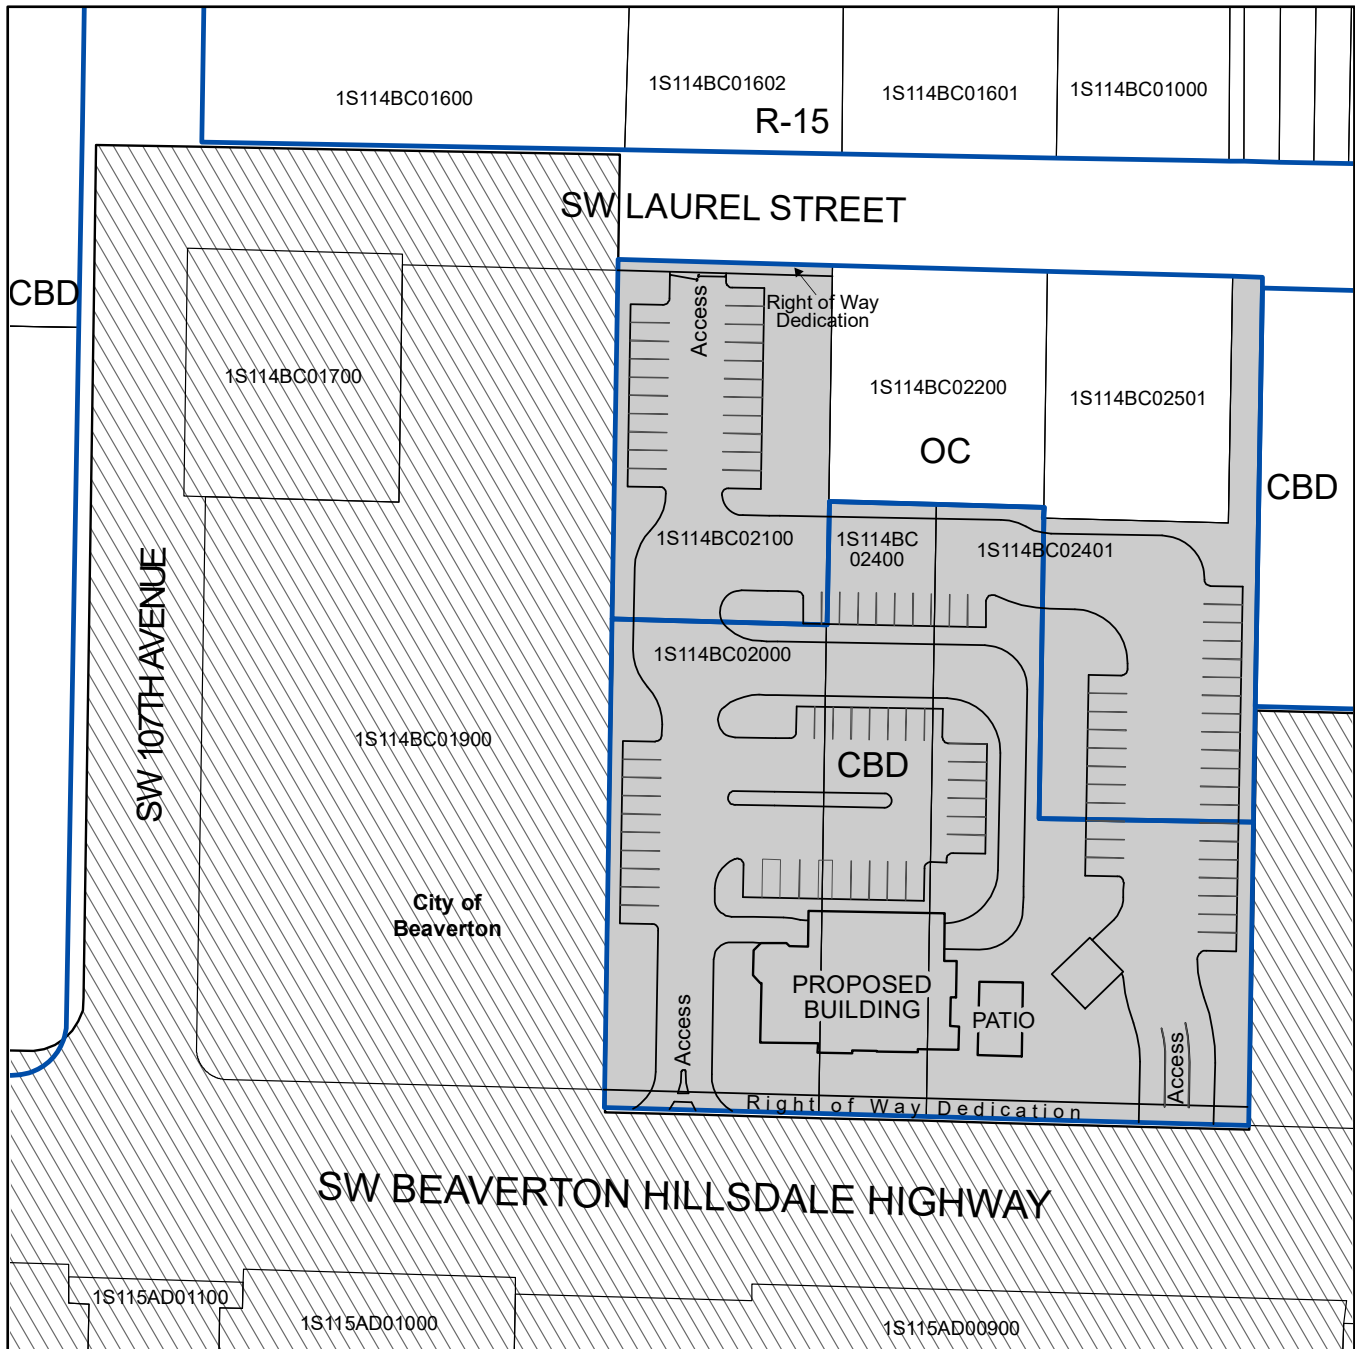 1S114BC01600
1S114BC01602
1S114BC01601
1S114BC01000
R-15
SW LAUREL STREET
CBD
Access
Right of Way
Dedication
1S114BC01700
1S114BC02200
1S114BC02501
OC
CBD
1S114BC02100
1S114BC
02400
1S114BC02401
SW 107TH AVENUE
1S114BC02000
1S114BC01900
CBD
City of
Beaverton
PROPOSED
BUILDING
PATIO
Access
Access
Right of Way Dedication
SW BEAVERTON HILLSDALE HIGHWAY
1S115AD01100
1S115AD01000
1S115AD00900